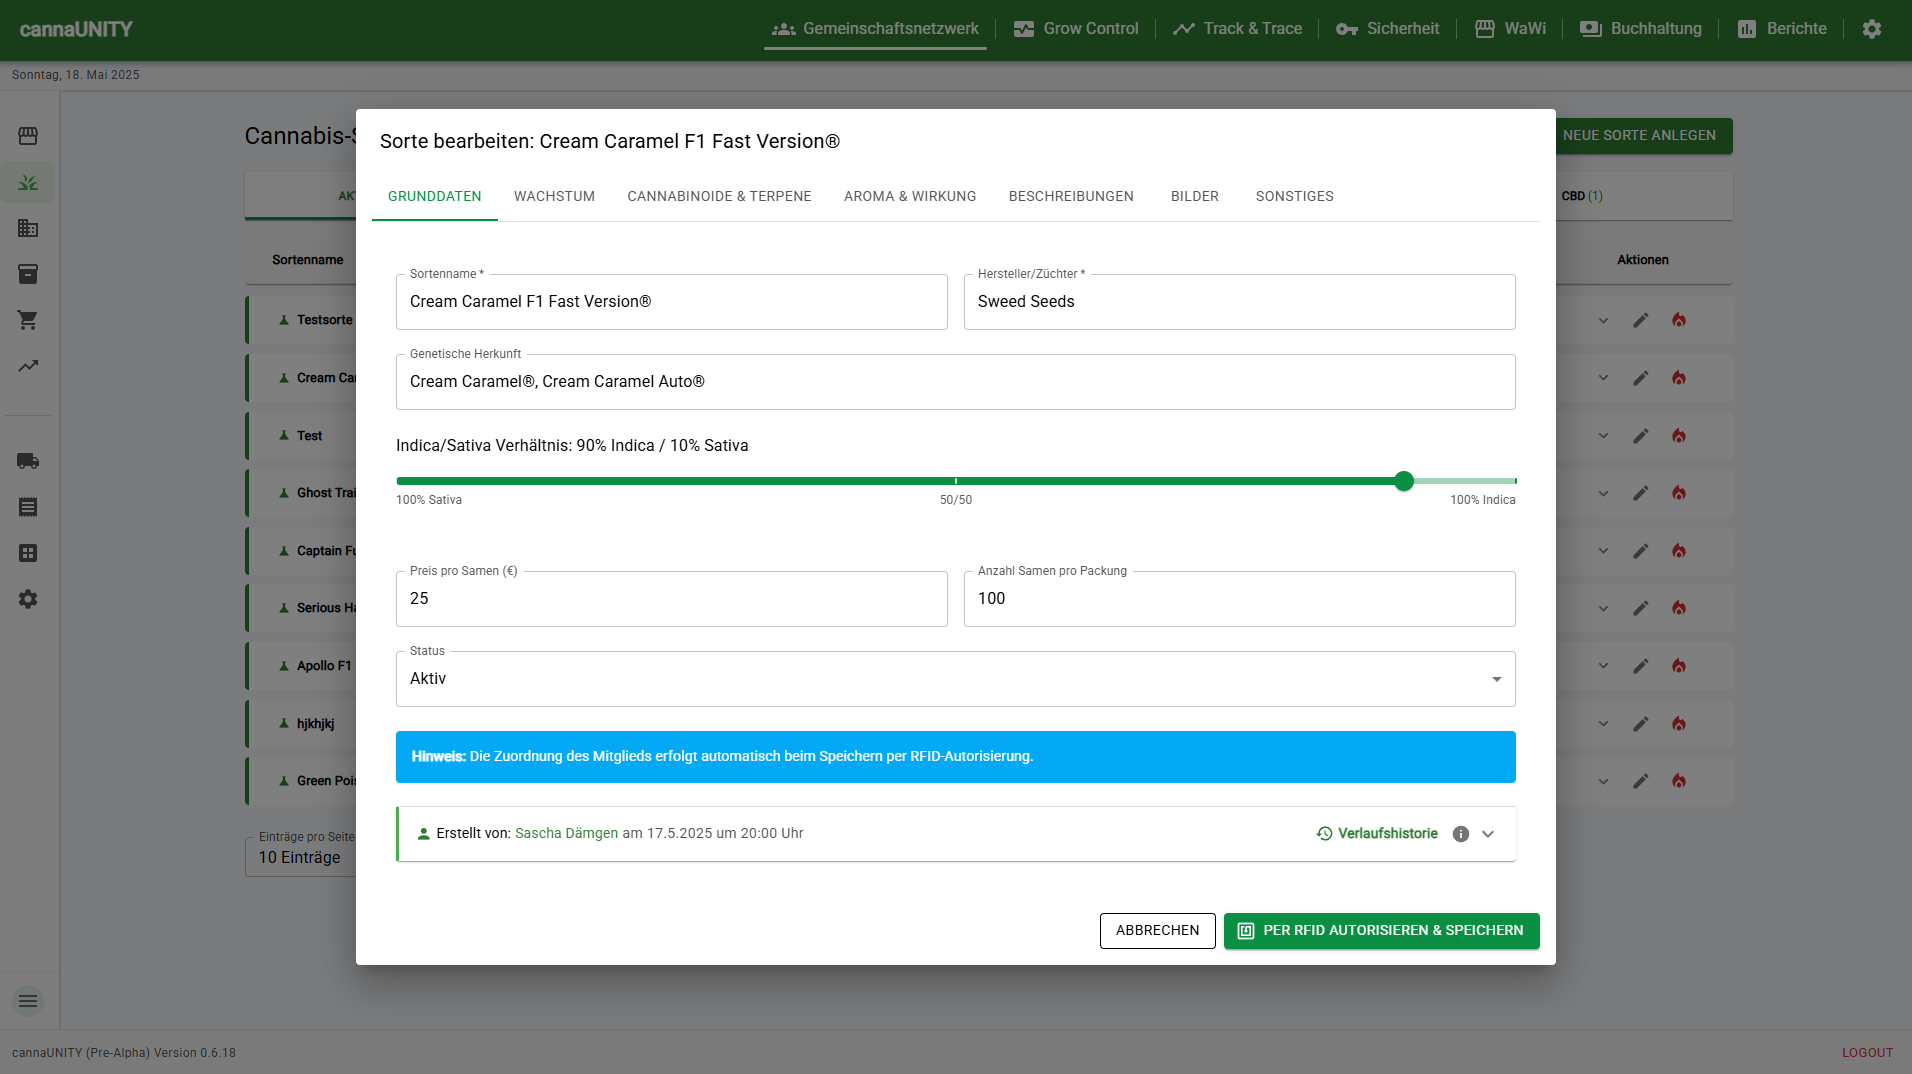 cannaUNITY
Gemeinschaftsnetzwerk
Grow Control
Track & Trace
Sicherheit
WaWi
Buchhaltung
Berichte
Sonntag, 18. Mai 2025
Cannabis-S
NEUE SORTE ANLEGEN
AKT
CBD (1)
Sortenname
Aktionen
Testsorte
Cream Car
Test
Ghost Trai
Captain Fu
Serious Ha
Apollo F1
hjkhjkj
Green Pois
Einträge pro Seite
10 Einträge
Sorte bearbeiten: Cream Caramel F1 Fast Version®
GRUNDDATEN
WACHSTUM
CANNABINOIDE & TERPENE
AROMA & WIRKUNG
BESCHREIBUNGEN
BILDER
SONSTIGES
Sortenname *
Cream Caramel F1 Fast Version®
Hersteller/Züchter *
Sweed Seeds
Genetische Herkunft
Cream Caramel®, Cream Caramel Auto®
Indica/Sativa Verhältnis: 90% Indica / 10% Sativa
100% Sativa
50/50
100% Indica
Preis pro Samen (€)
25
Anzahl Samen pro Packung
100
Status
Aktiv
Hinweis: Die Zuordnung des Mitglieds erfolgt automatisch beim Speichern per RFID-Autorisierung.
Erstellt von: Sascha Dämgen am 17.5.2025 um 20:00 Uhr
Verlaufshistorie
ABBRECHEN
PER RFID AUTORISIEREN & SPEICHERN
cannaUNITY (Pre-Alpha) Version 0.6.18
LOGOUT